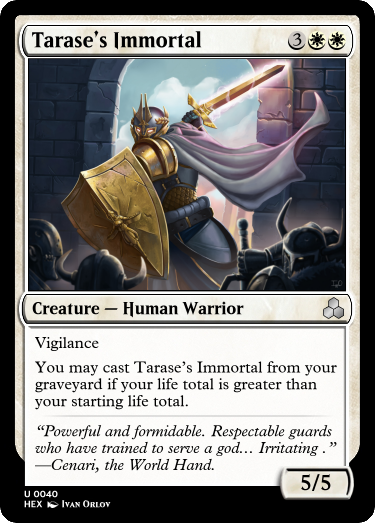 Tarase's Immortal 3
Creature — Human Warrior
Vigilance
You may cast Tarase's Immortal from your
graveyard if your life total is greater than
your starting life total.
“Powerful and formidable. Respectable guards
who have trained to serve a god... Irritating .”
—Cenari, the World Hand.
5/5
U 0040
HEX Ivan Orlov